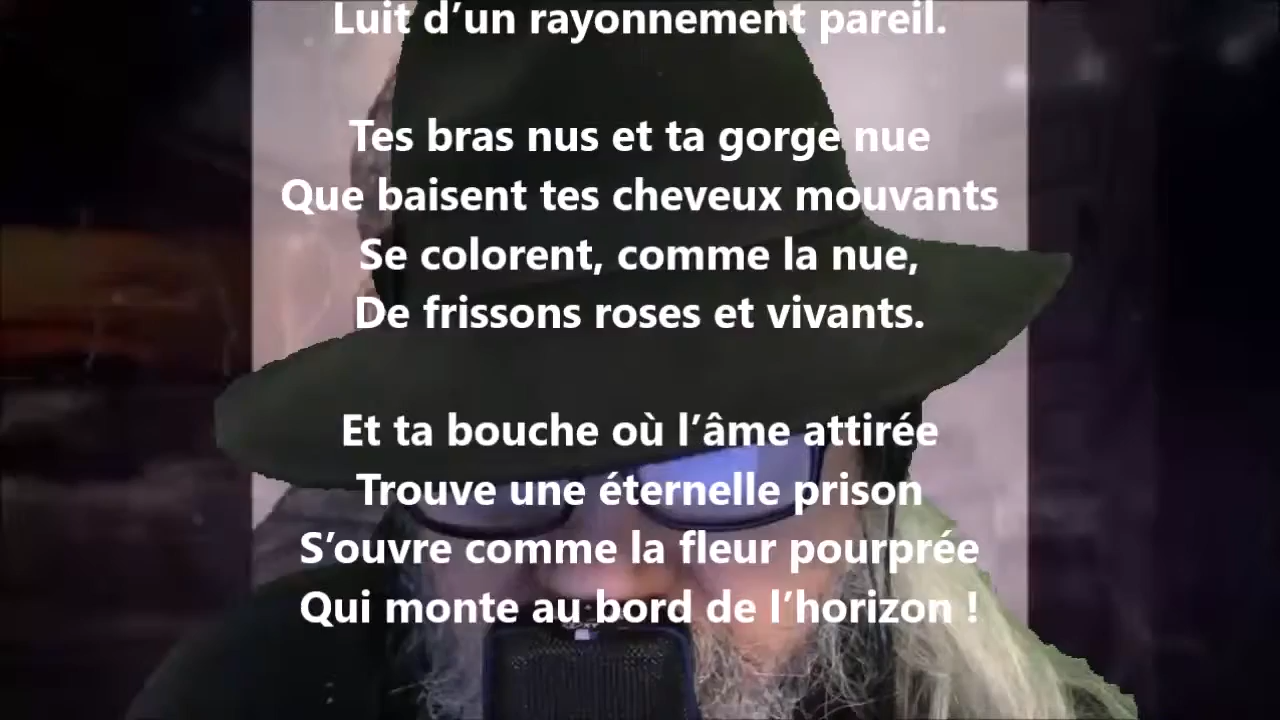 Luit d’un rayonnement pareil.
Tes bras nus et ta gorge nue
Que baisent tes cheveux mouvants
Se colorent, comme la nue,
De frissons roses et vivants.
Et ta bouche où l’âme attirée
Trouve une éternelle prison
S’ouvre comme la fleur pourprée
Qui monte au bord de l’horizon !